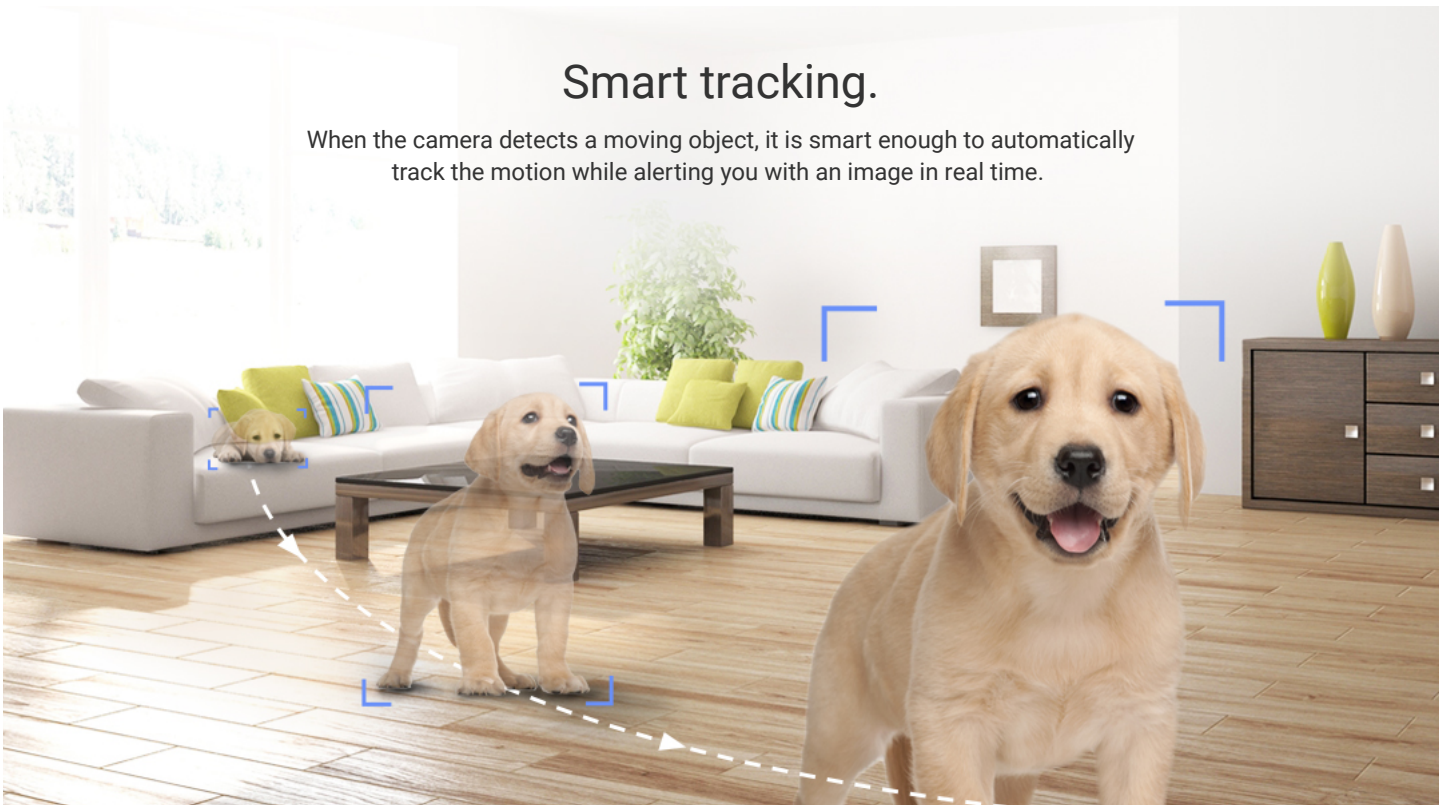 Smart tracking.
When the camera detects a moving object, it is smart enough to automatically
track the motion while alerting you with an image in real time.